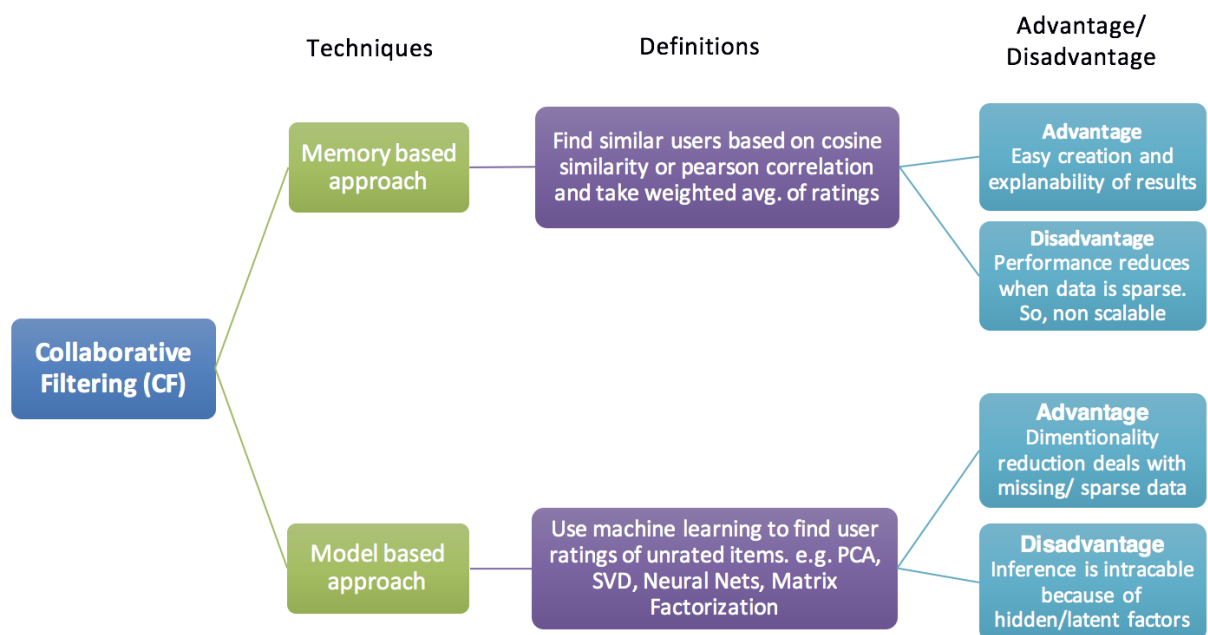 Techniques
Definitions
Advantage/
Disadvantage
Collaborative
Filtering (CF)
Memory based
approach
Find similar users based on cosine
similarity or pearson correlation
and take weighted avg. of ratings
Advantage
Easy creation and
explanability of results
Disadvantage
Performance reduces
when data is sparse.
So, non scalable
Model based
approach
Use machine learning to find user
ratings of unrated items. e.g. PCA,
SVD, Neural Nets, Matrix
Factorization
Advantage
Dimentionality
reduction deals with
missing/ sparse data
Disadvantage
Inference is intracable
because of
hidden/latent factors